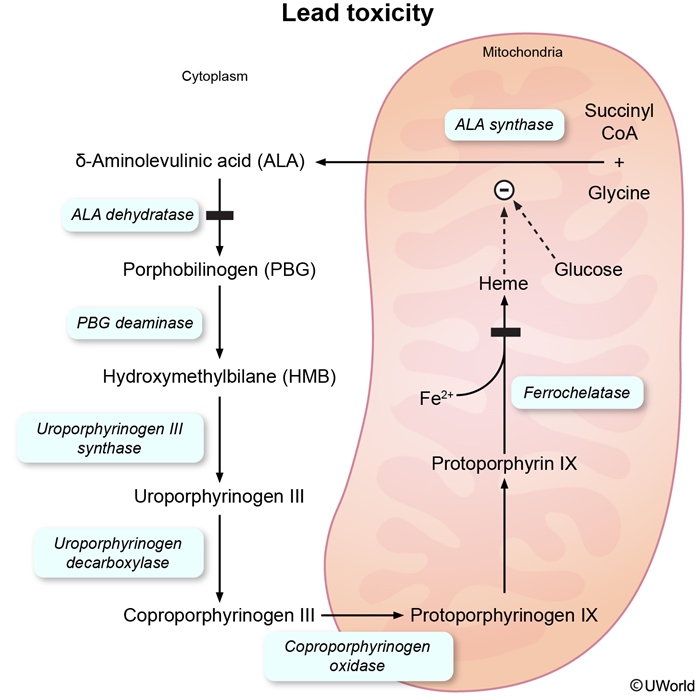 Lead toxicity
Cytoplasm
Mitochondria
ALA synthase
Succinyl
CoA
+
Glycine
δ-Aminolevulinic acid (ALA)
ALA dehydratase
Porphobilinogen (PBG)
PBG deaminase
Hydroxymethylbilane (HMB)
Uroporphyrinogen III
synthase
Uroporphyrinogen III
Uroporphyrinogen
decarboxylase
Coproporphyrinogen III
Coproporphyrinogen
oxidase
Protoporphyrinogen IX
Protoporphyrin IX
Ferrochelatase
Fe²⁺
Heme
Glucose
−
©UWorld